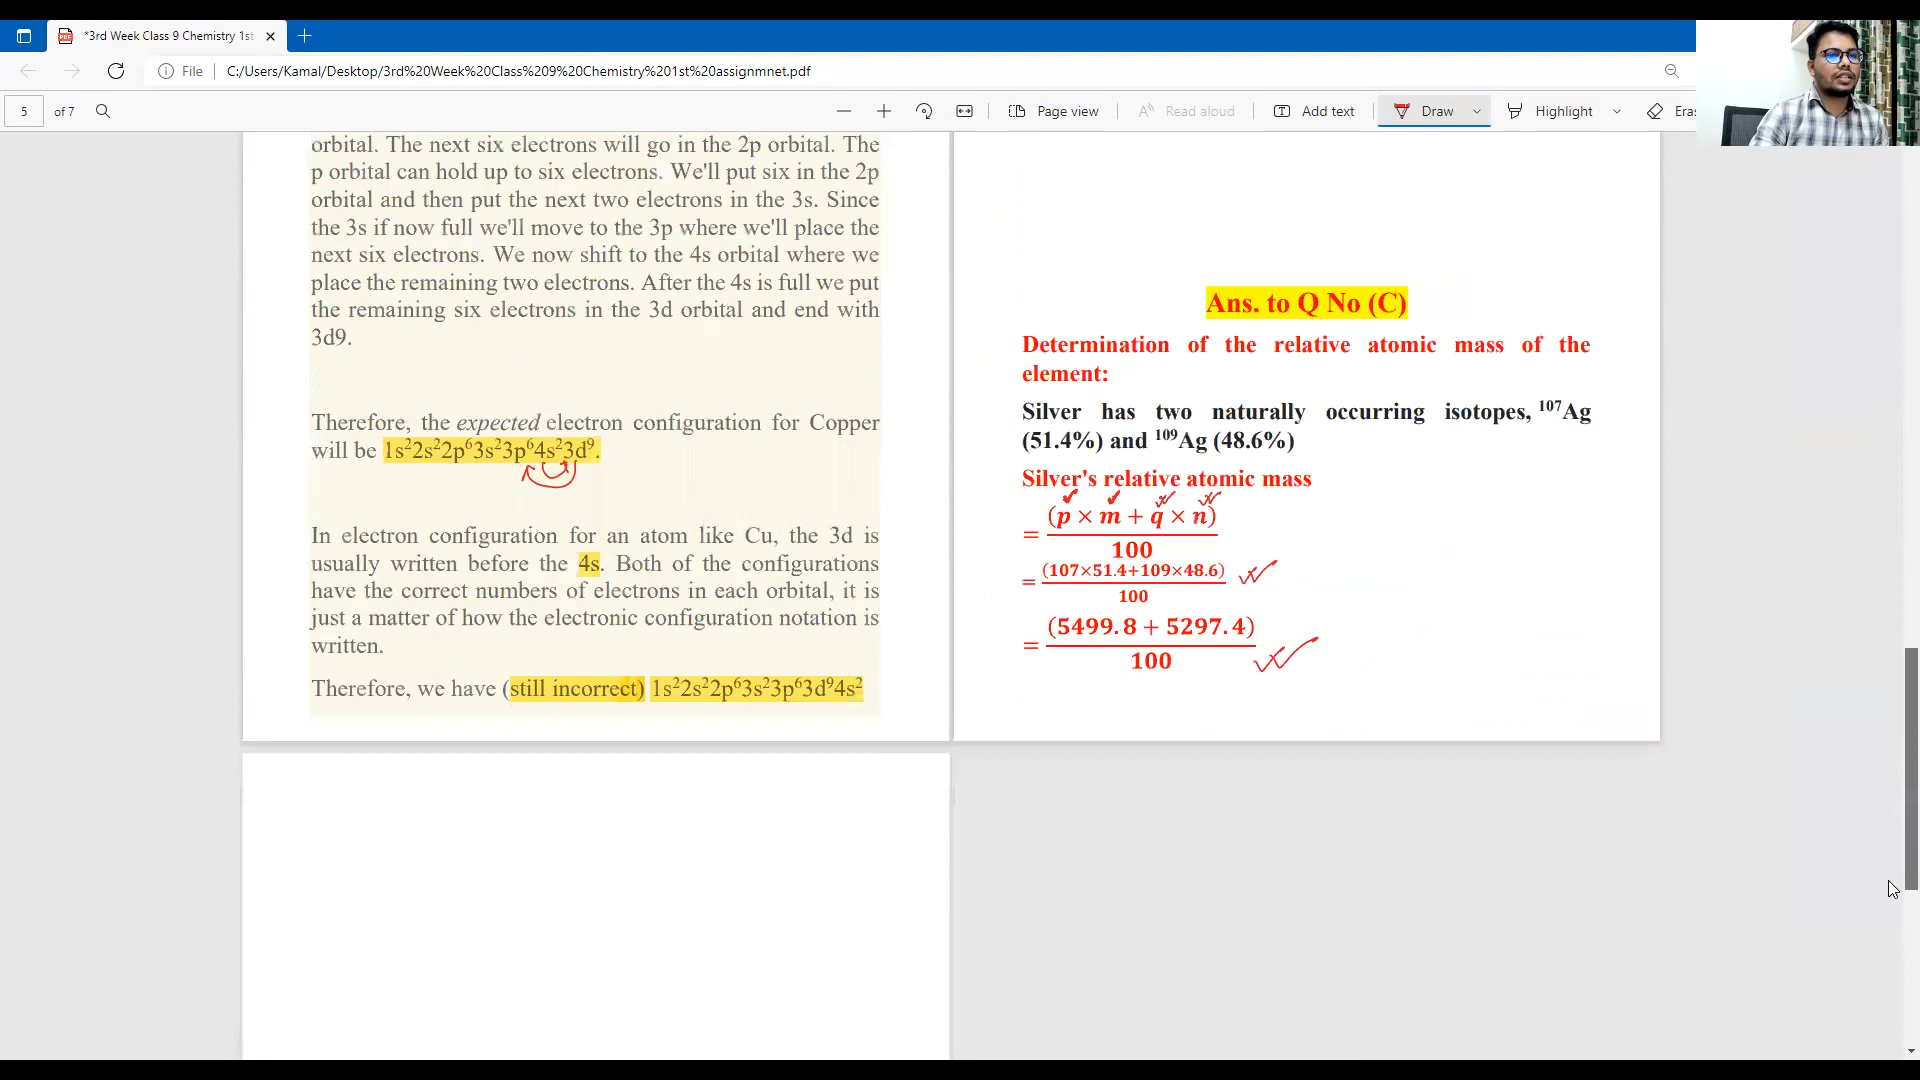 *3rd Week Class 9 Chemistry 1st
File
C:/Users/Kamal/Desktop/3rd%20Week%20Class%209%20Chemistry%201st%20assignmnet.pdf
5 of 7
Page view
Read aloud
Add text
Draw
Highlight
Eras
orbital. The next six electrons will go in the 2p orbital. The
p orbital can hold up to six electrons. We'll put six in the 2p
orbital and then put the next two electrons in the 3s. Since
the 3s if now full we'll move to the 3p where we'll place the
next six electrons. We now shift to the 4s orbital where we
place the remaining two electrons. After the 4s is full we put
the remaining six electrons in the 3d orbital and end with
3d9.
Therefore, the expected electron configuration for Copper
will be 1s²2s²2p⁶3s²3p⁶4s²3d⁹.
In electron configuration for an atom like Cu, the 3d is
usually written before the 4s. Both of the configurations
have the correct numbers of electrons in each orbital, it is
just a matter of how the electronic configuration notation is
written.
Therefore, we have (still incorrect) 1s²2s²2p⁶3s²3p⁶3d⁹4s²
Ans. to Q No (C)
Determination of the relative atomic mass of the
element:
Silver has two naturally occurring isotopes, ¹⁰⁷Ag
(51.4%) and ¹⁰⁹Ag (48.6%)
Silver's relative atomic mass
= (p × m + q × n)
100
= (107×51.4+109×48.6)
100
= (5499.8 + 5297.4)
100